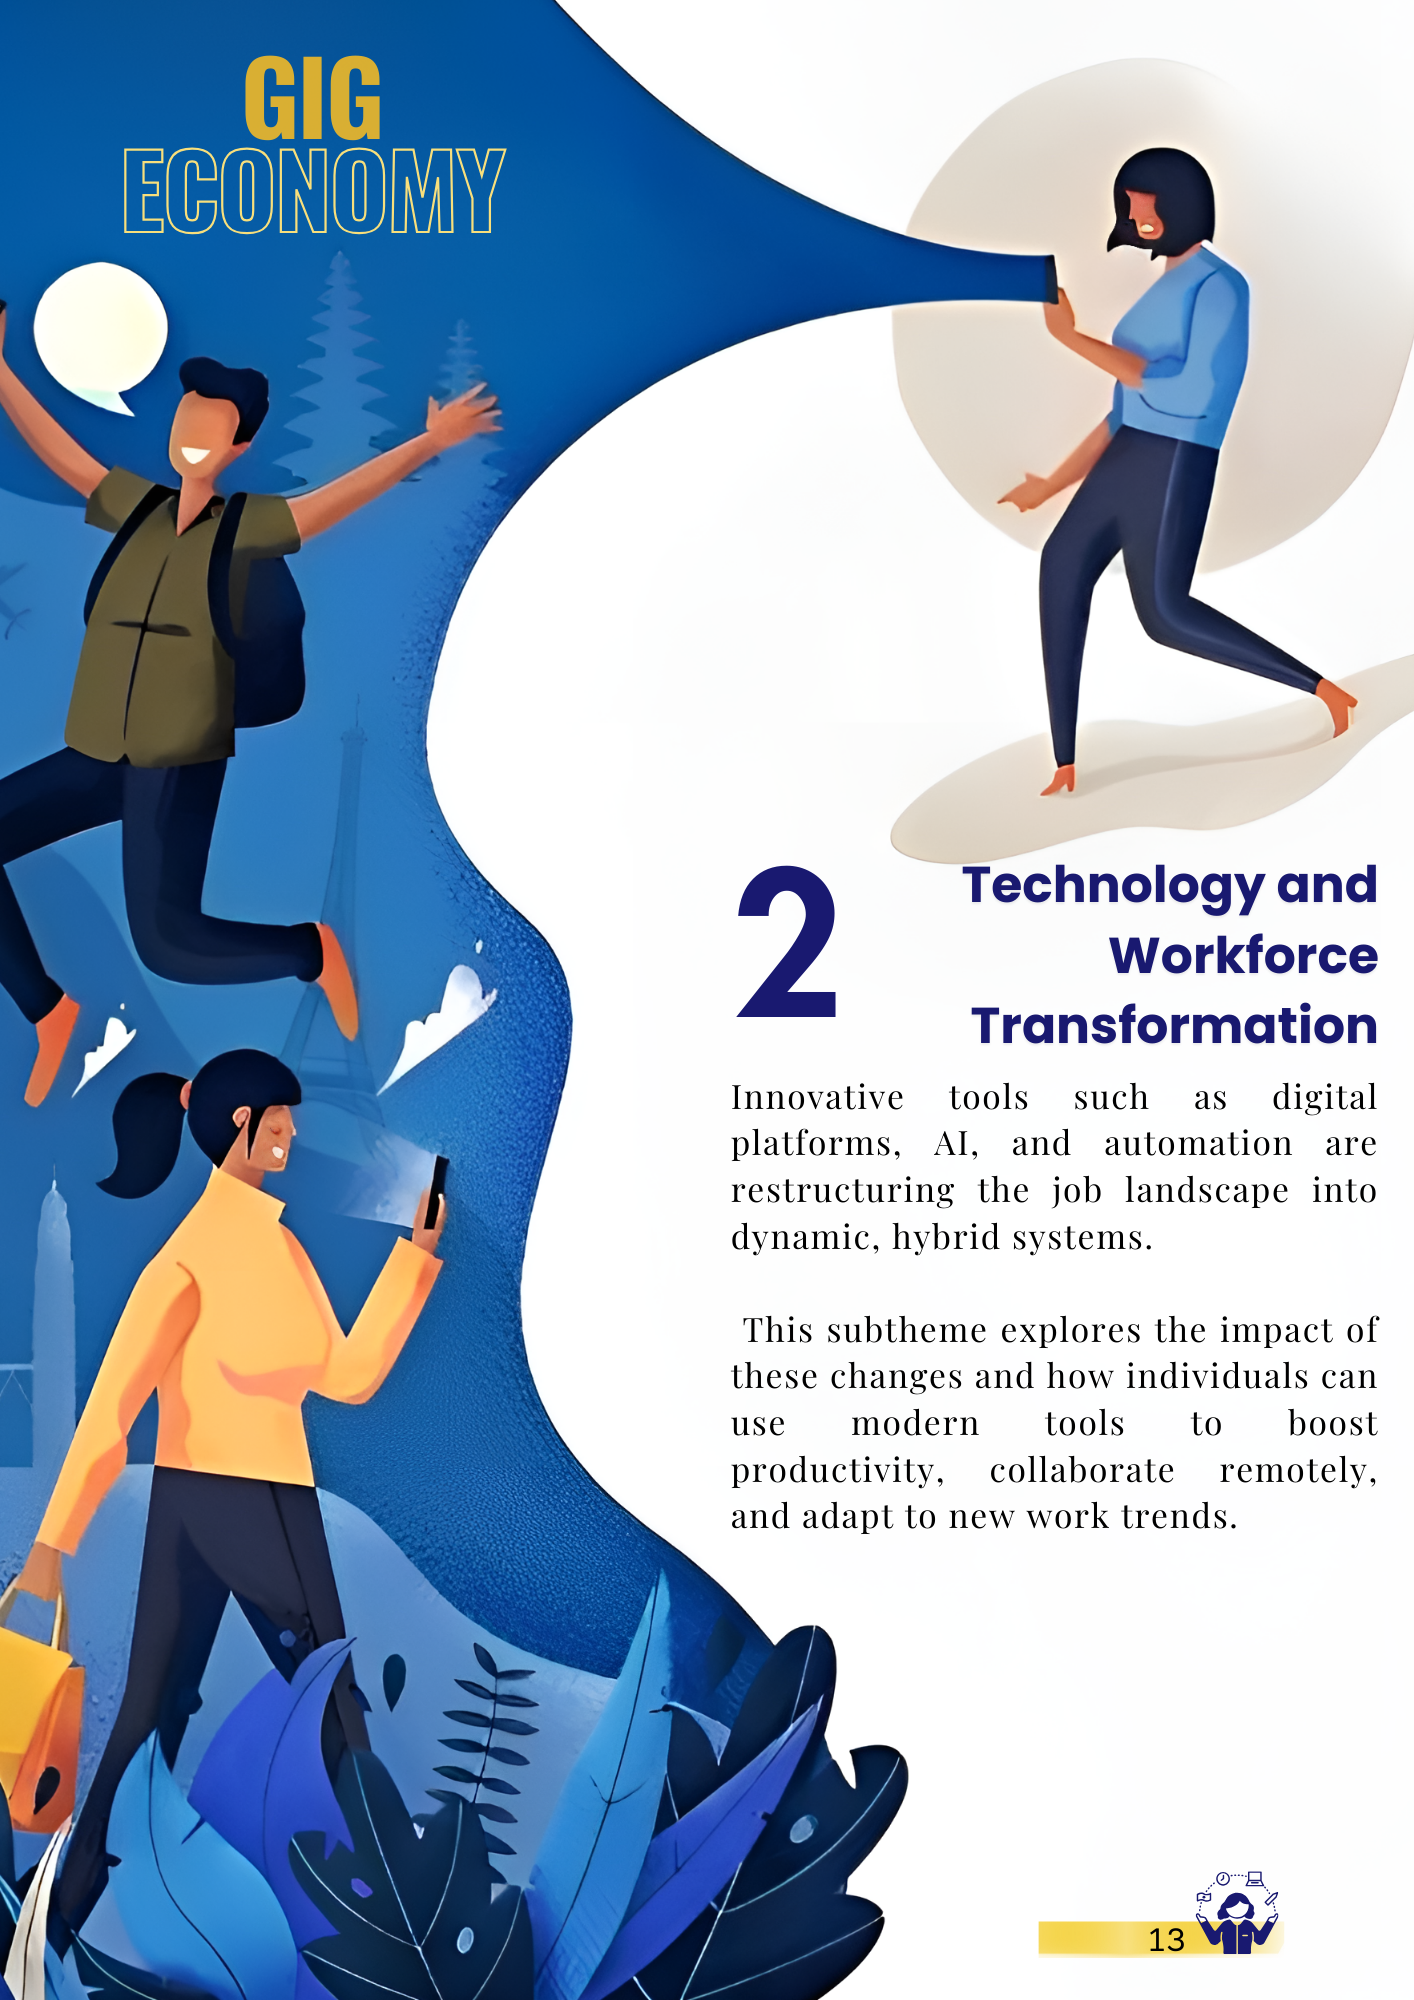 GIG
ECONOMY
2
Technology and
Workforce
Transformation
Innovative tools such as digital
platforms, AI, and automation are
restructuring the job landscape into
dynamic, hybrid systems.
This subtheme explores the impact of
these changes and how individuals can
use modern tools to boost
productivity, collaborate remotely,
and adapt to new work trends.
13